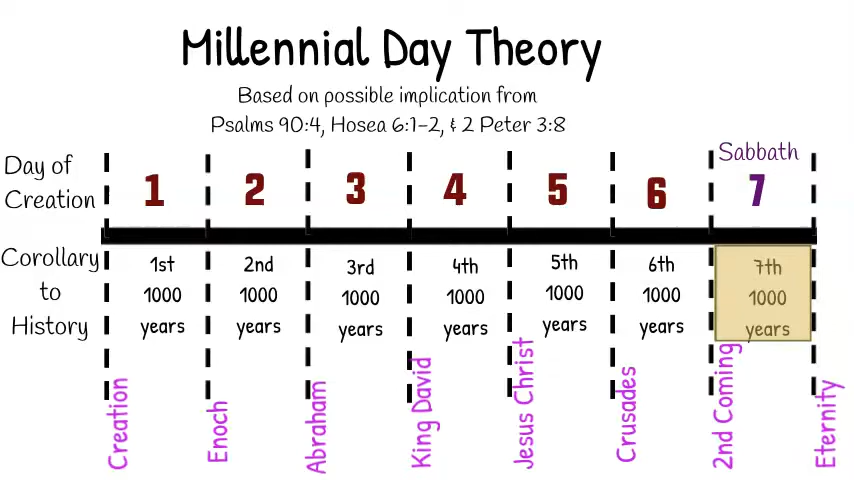 Millennial Day Theory
Based on possible implication from
Psalms 90:4, Hosea 6:1-2, & 2 Peter 3:8
Day of
Creation
1
2
3
4
5
6
Sabbath
7
Corollary
to
History
1st
1000
years
2nd
1000
years
3rd
1000
years
4th
1000
years
5th
1000
years
6th
1000
years
7th
1000
years
Creation
Enoch
Abraham
King David
Jesus Christ
Crusades
2nd Coming
Eternity